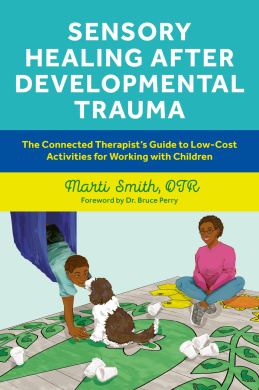 SENSORY
HEALING AFTER
DEVELOPMENTAL
TRAUMA
The Connected Therapist's Guide to Low-Cost
Activities for Working with Children
Marti Smith, OTR
Foreword by Dr. Bruce Perry